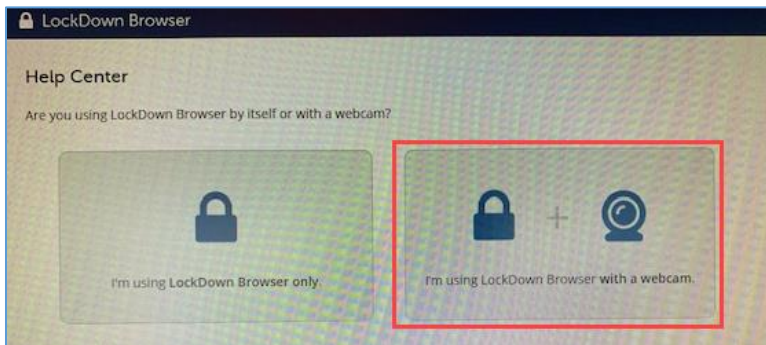 LockDown Browser
Help Center
Are you using LockDown Browser by itself or with a webcam?
I'm using LockDown Browser only.
I'm using LockDown Browser with a webcam.